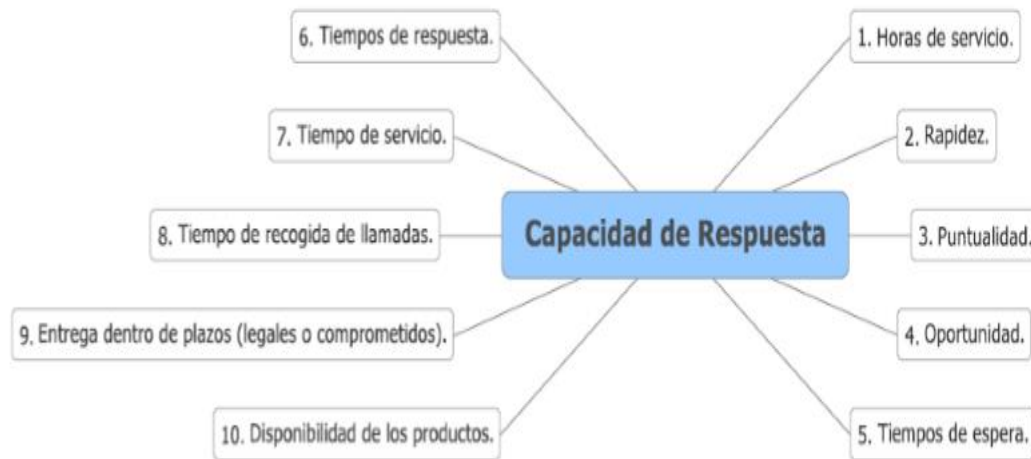 Capacidad de Respuesta
1. Horas de servicio.
2. Rapidez.
3. Puntualidad.
4. Oportunidad.
5. Tiempos de espera.
6. Tiempos de respuesta.
7. Tiempo de servicio.
8. Tiempo de recogida de llamadas.
9. Entrega dentro de plazos (legales o comprometidos).
10. Disponibilidad de los productos.